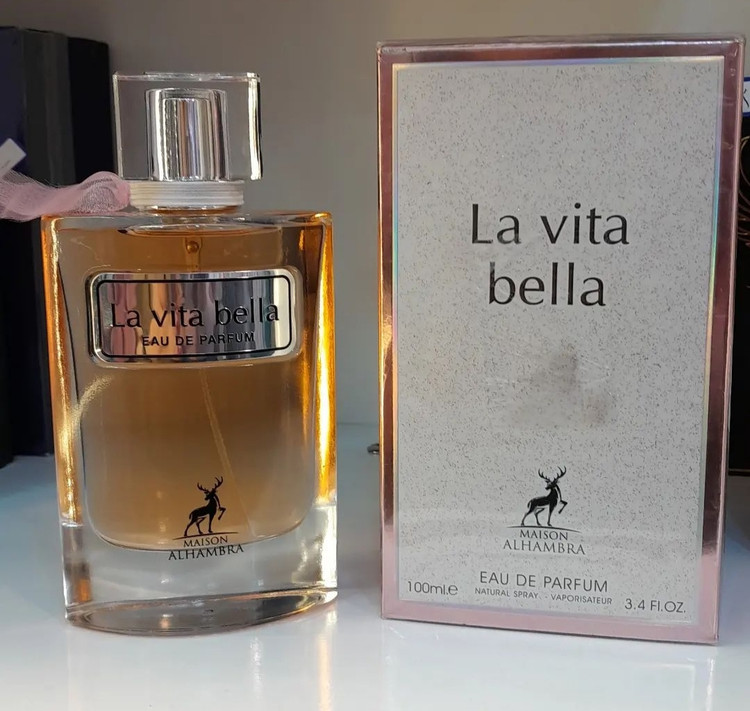 La vita bella
EAU DE PARFUM
MAISON
ALHAMBRA
La vita
bella
MAISON
ALHAMBRA
100ml.e
EAU DE PARFUM
NATURAL SPRAY. - VAPORISATEUR
3.4 Fl.OZ.